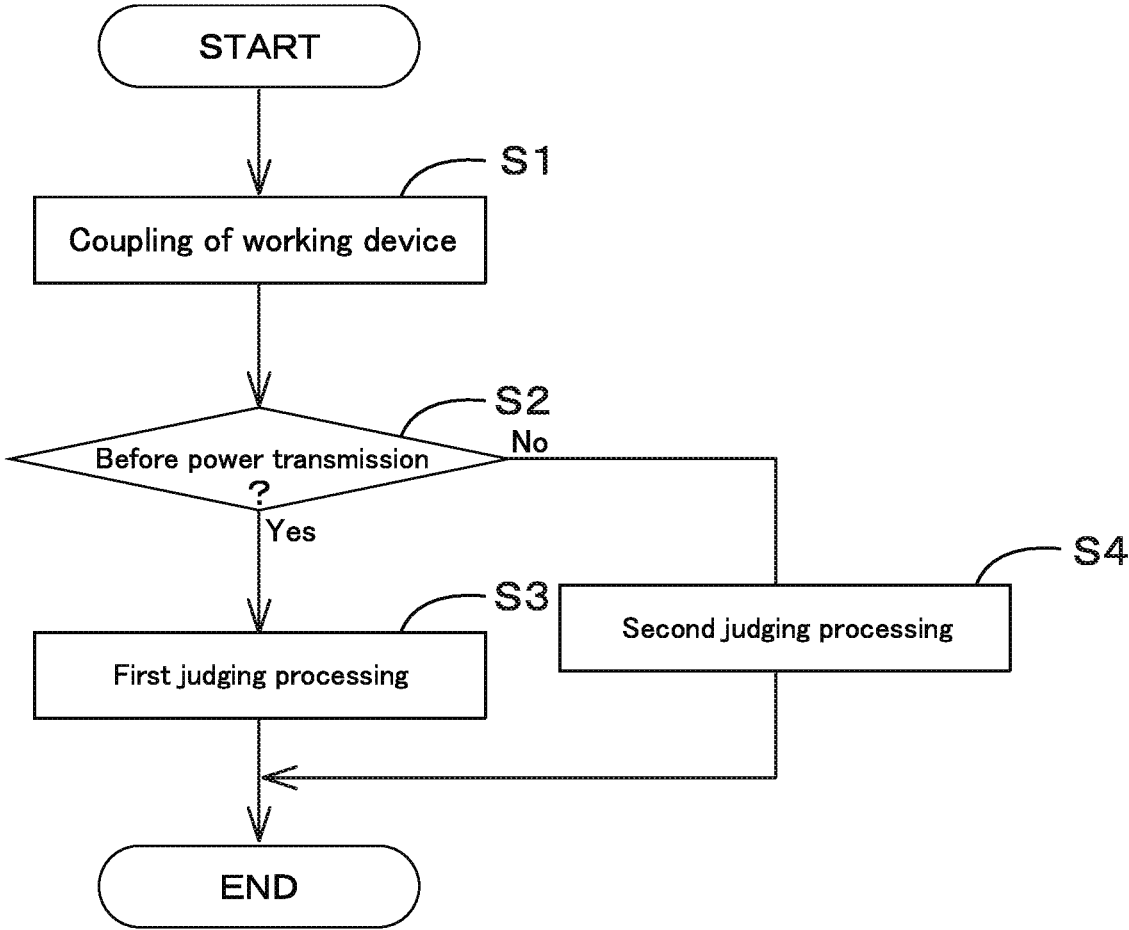 START
S1
Coupling of working device
S2
No
Before power transmission
?
Yes
S4
S3
Second judging processing
First judging processing
END